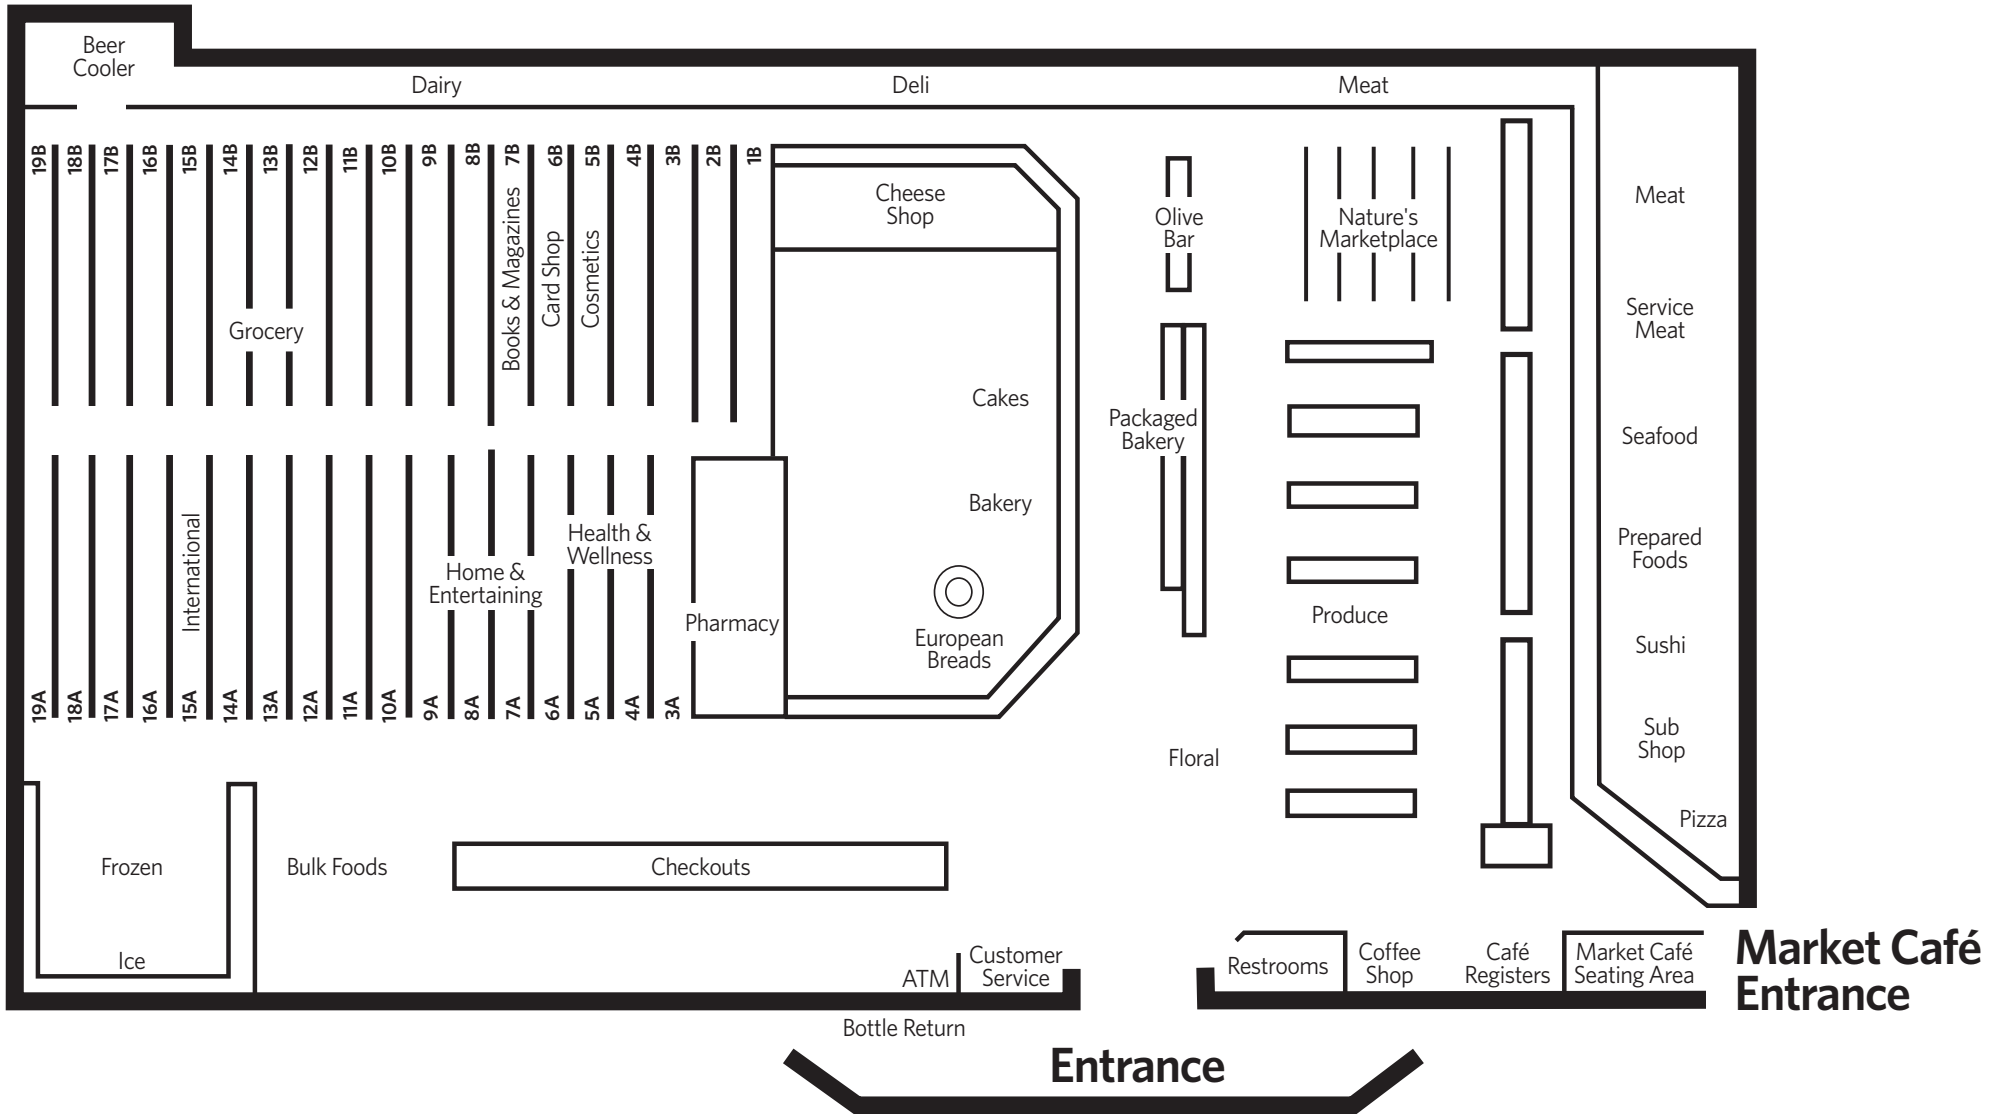 Beer
Cooler
Dairy
Deli
Meat
19B
18B
17B
16B
15B
14B
13B
12B
11B
10B
9B
8B
7B
6B
5B
4B
3B
2B
1B
Books & Magazines
Card Shop
Cosmetics
Grocery
Cheese
Shop
Olive
Bar
Nature's
Marketplace
Meat
Service
Meat
Cakes
Packaged
Bakery
Seafood
Bakery
International
Health &
Wellness
Home &
Entertaining
Pharmacy
European
Breads
Produce
Prepared
Foods
Sushi
19A
18A
17A
16A
15A
14A
13A
12A
11A
10A
9A
8A
7A
6A
5A
4A
3A
Floral
Sub
Shop
Pizza
Frozen
Bulk Foods
Checkouts
Ice
ATM
Customer
Service
Restrooms
Coffee
Shop
Café
Registers
Market Café
Seating Area
Market Café
Entrance
Bottle Return
Entrance